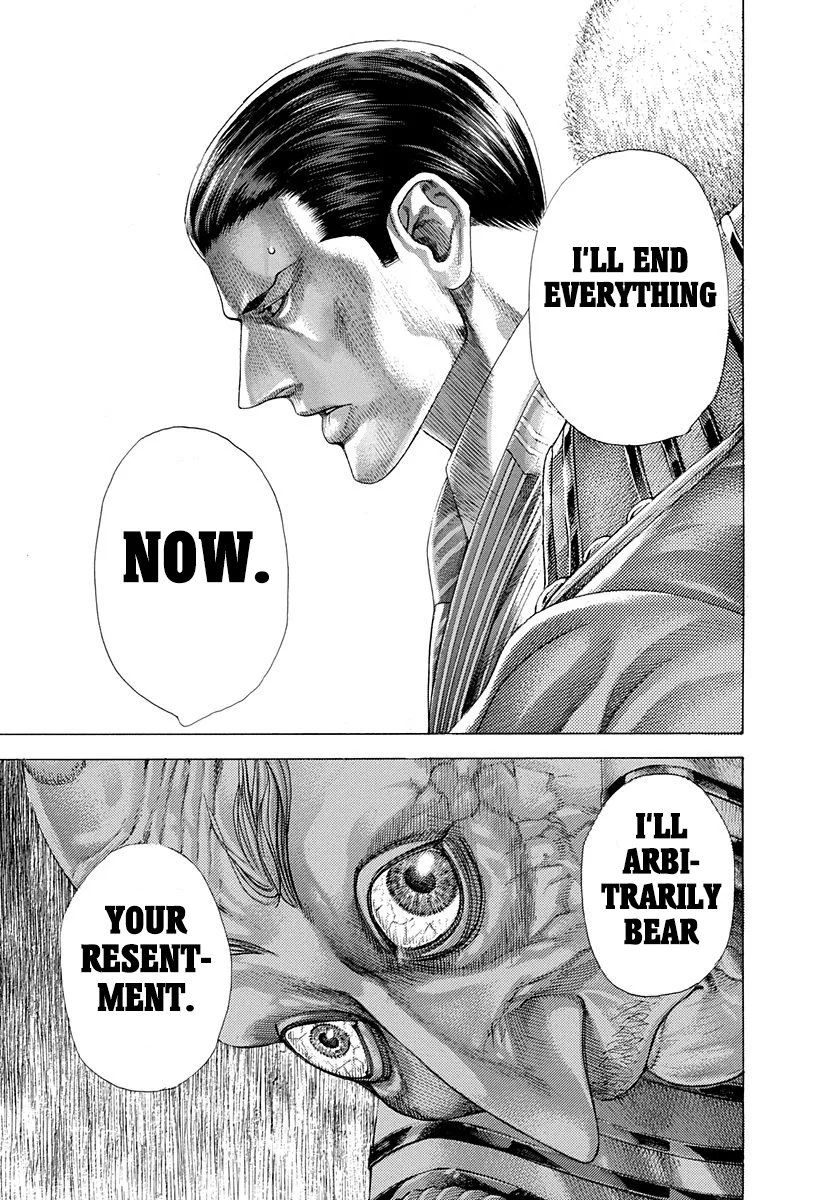 I'LL END
EVERYTHING
NOW.
I'LL
ARBI-
TRARILY
BEAR
YOUR
RESENT-
MENT.